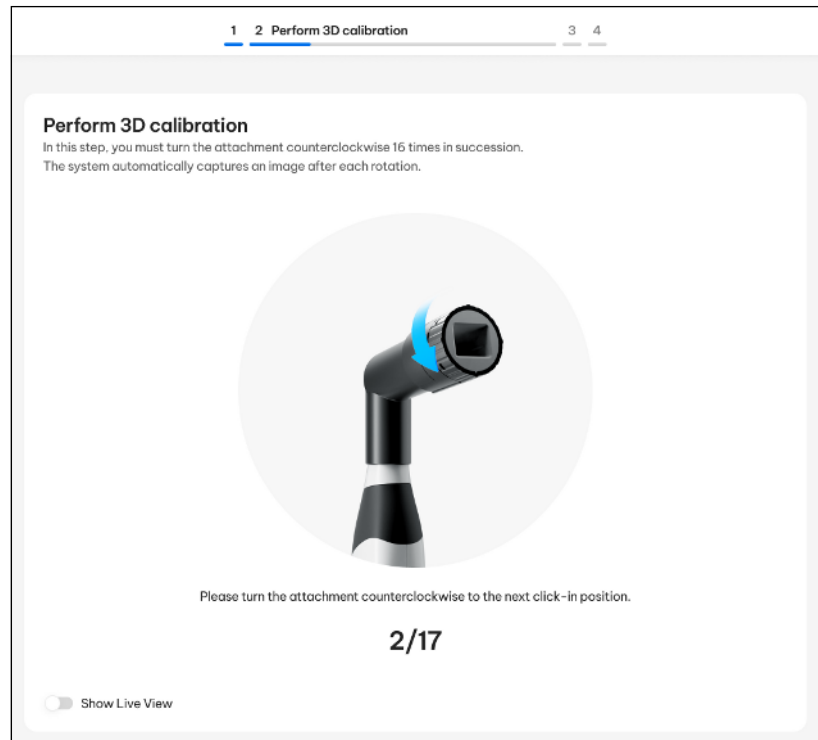 1 2 Perform 3D calibration 3 4
Perform 3D calibration
In this step, you must turn the attachment counterclockwise 16 times in succession.
The system automatically captures an image after each rotation.
Please turn the attachment counterclockwise to the next click-in position.
2/17
Show Live View